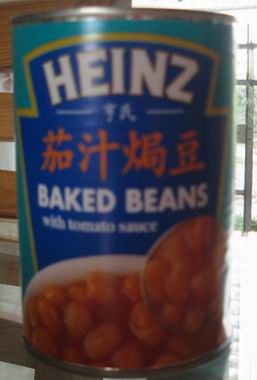 HEINZ
亨氏
茄汁焗豆
BAKED BEANS
with tomato sauce